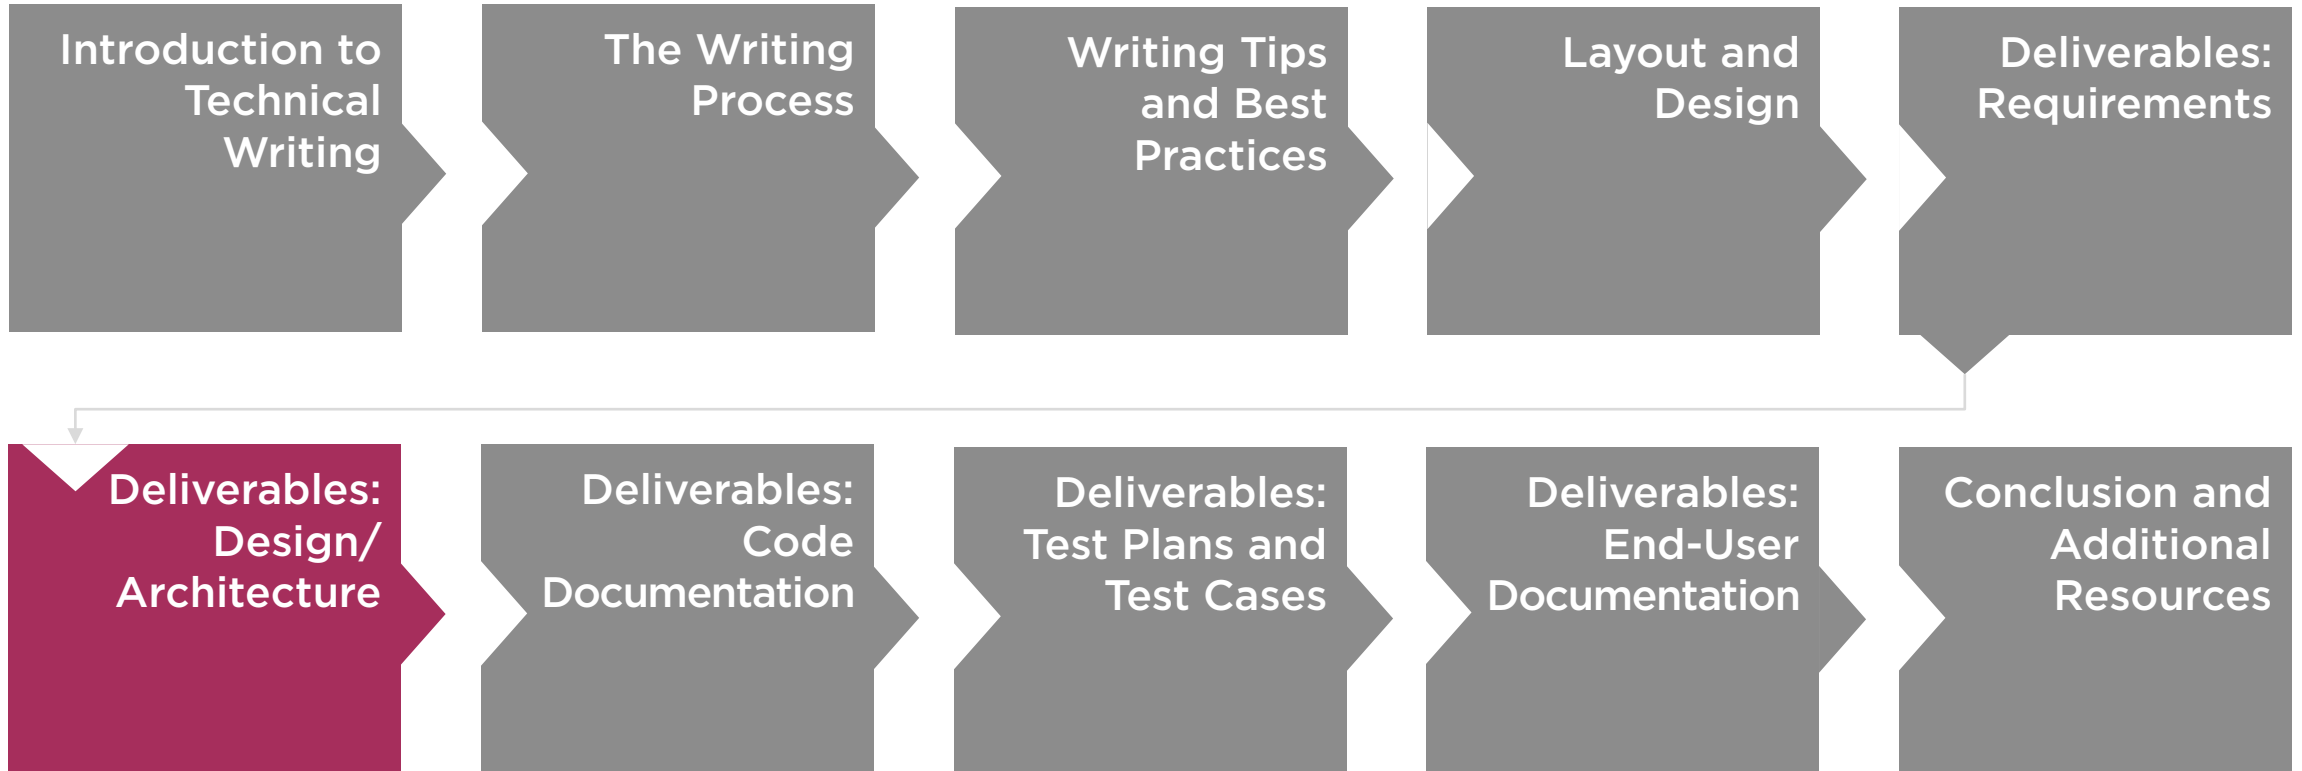 Introduction to
Technical
Writing
The Writing
Process
Writing Tips
and Best
Practices
Layout and
Design
Deliverables:
Requirements
Deliverables:
Design/
Architecture
Deliverables:
Code
Documentation
Deliverables:
Test Plans and
Test Cases
Deliverables:
End-User
Documentation
Conclusion and
Additional
Resources